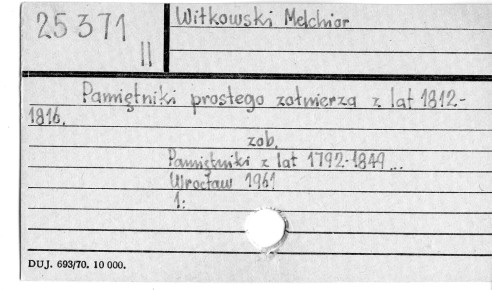 25371
II
Witkowski Melchior
Pamiętniki prostego żołnierza z lat 1812-
1816.
zob.
Pamiętniki z lat 1792-1849...
Wrocław 1961
1:
DUJ. 693/70. 10 000.